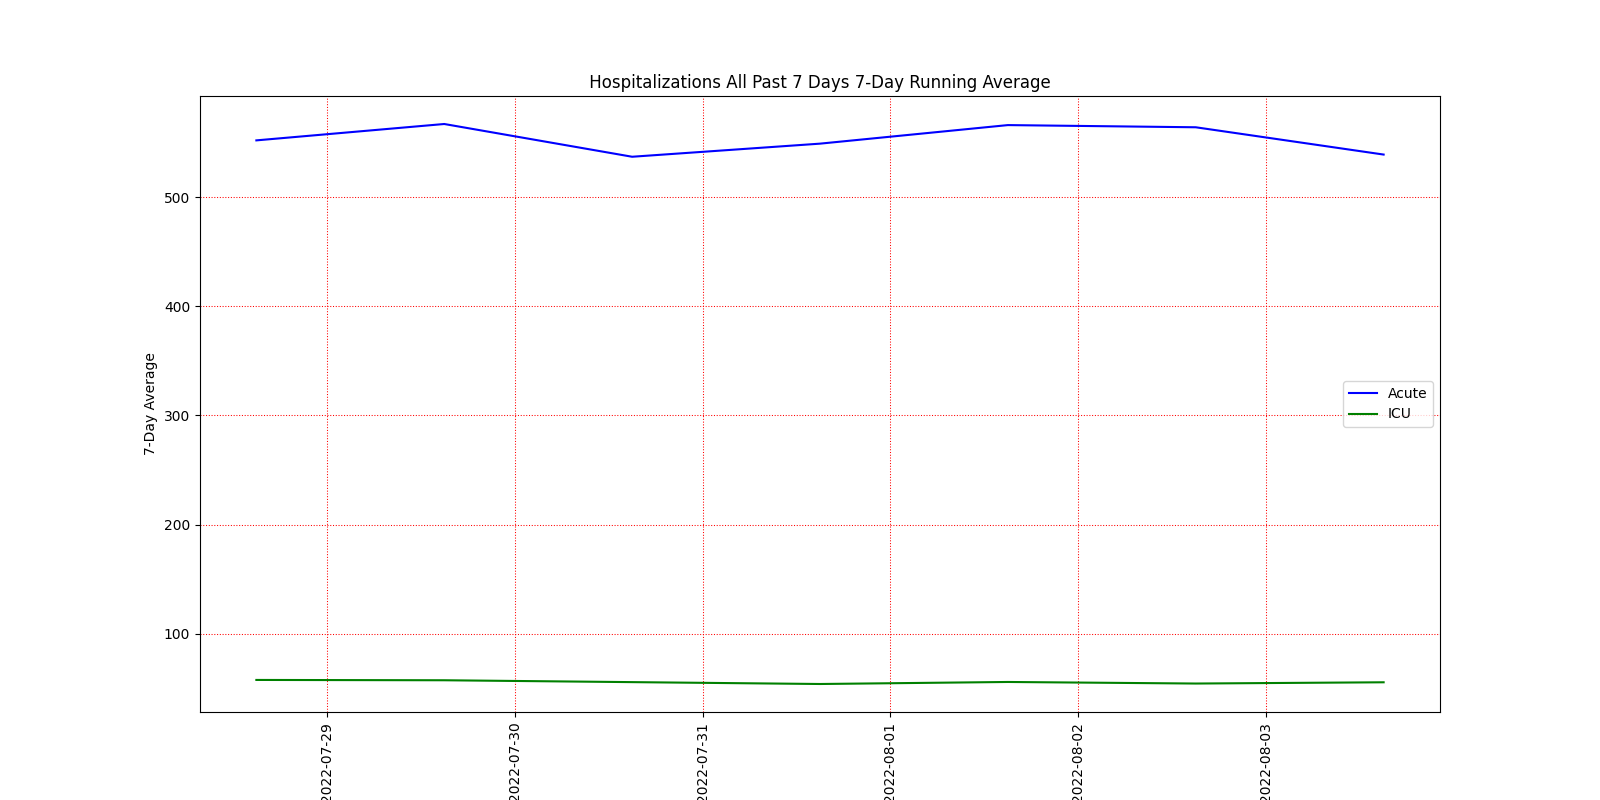 Hospitalizations All Past 7 Days 7-Day Running Average
7-Day Average
500
400
300
200
100
Acute
ICU
2022-07-29
2022-07-30
2022-07-31
2022-08-01
2022-08-02
2022-08-03